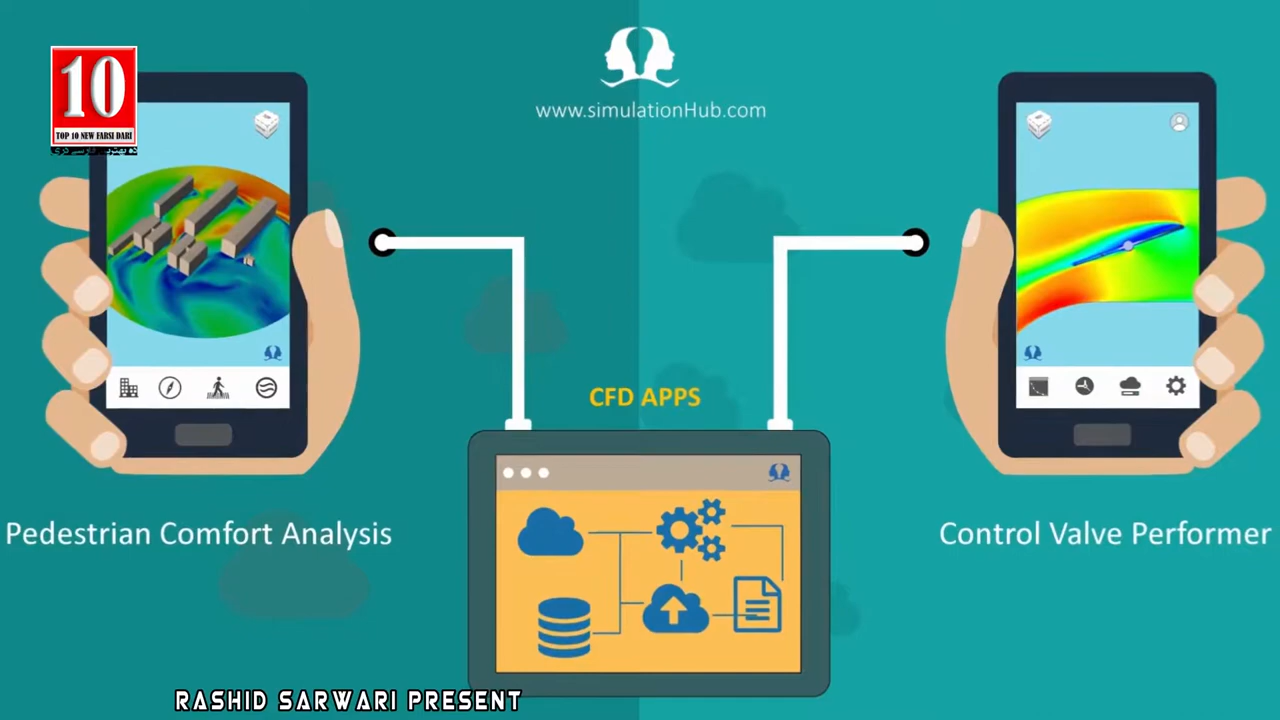 10
TOP 10 NEW FARSI DARI
www.simulationHub.com
CFD APPS
Pedestrian Comfort Analysis
Control Valve Performer
RASHID SARWARI PRESENT